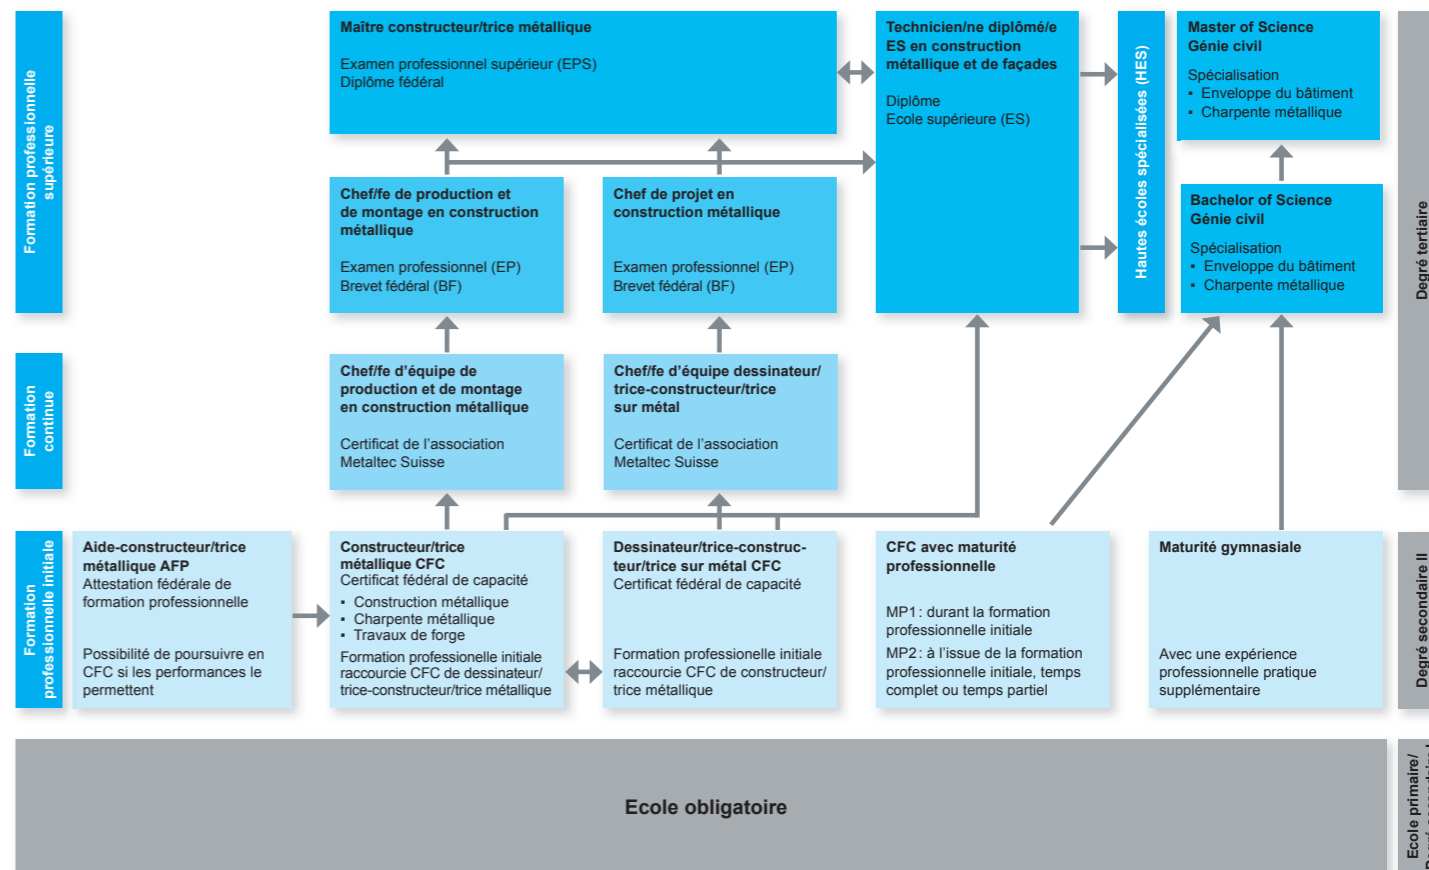 Formation professionnelle
supérieure
Maître constructeur/trice métallique
Examen professionnel supérieur (EPS)
Diplôme fédéral
Technicien/ne diplômé/e
ES en construction
métallique et de façades
Diplôme
Ecole supérieure (ES)
Hautes écoles spécialisées (HES)
Master of Science
Génie civil
Spécialisation
▪ Enveloppe du bâtiment
▪ Charpente métallique
Chef/fe de production et
de montage en construction
métallique
Examen professionnel (EP)
Brevet fédéral (BF)
Chef de projet en
construction métallique
Examen professionnel (EP)
Brevet fédéral (BF)
Bachelor of Science
Génie civil
Spécialisation
▪ Enveloppe du bâtiment
▪ Charpente métallique
Degré tertiaire
Formation
continue
Chef/fe d’équipe de
production et de montage
en construction métallique
Certificat de l’association
Metaltec Suisse
Chef/fe d’équipe dessinateur/
trice-constructeur/trice
sur métal
Certificat de l’association
Metaltec Suisse
Formation
professionnelle initiale
Aide-constructeur/trice
métallique AFP
Attestation fédérale de
formation professionnelle
Possibilité de poursuivre en
CFC si les performances le
permettent
Constructeur/trice
métallique CFC
Certificat fédéral de capacité
▪ Construction métallique
▪ Charpente métallique
▪ Travaux de forge
Formation professionelle initiale
raccourcie CFC de dessinateur/
trice-constructeur/trice métallique
Dessinateur/trice-construc-
teur/trice sur métal CFC
Certificat fédéral de capacité
Formation professionelle initiale
raccourcie CFC de constructeur/
trice métallique
CFC avec maturité
professionnelle
MP1 : durant la formation
professionnelle initiale
MP2 : à l’issue de la formation
professionnelle initiale, temps
complet ou temps partiel
Maturité gymnasiale
Avec une expérience
professionnelle pratique
supplémentaire
Degré secondaire II
Ecole obligatoire
Ecole primaire/